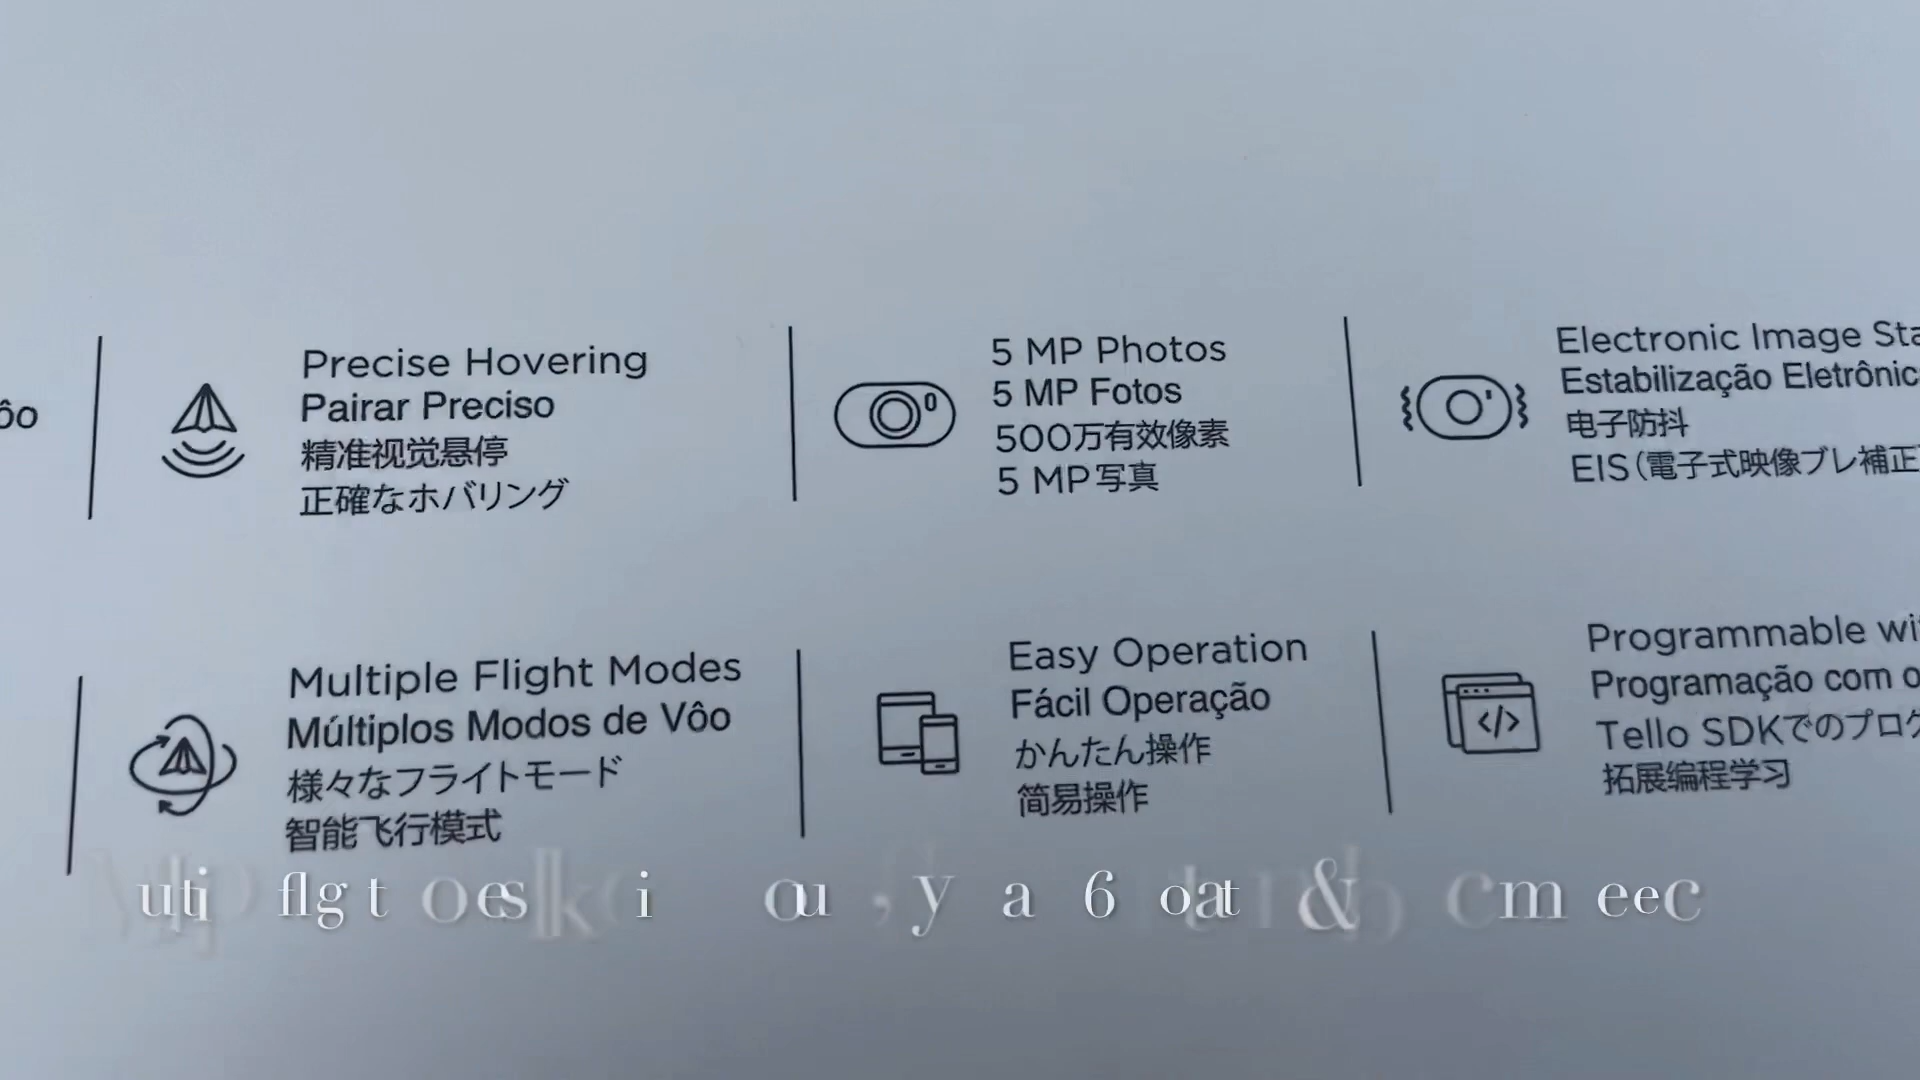 ôo
Precise Hovering
Pairar Preciso
精准视觉悬停
正確なホバリング
5 MP Photos
5 MP Fotos
500万有效像素
5 MP写真
Electronic Image Sta
Estabilização Eletrônic
电子防抖
EIS（電子式映像ブレ補正
Multiple Flight Modes
Múltiplos Modos de Vôo
様々なフライトモード
智能飞行模式
Easy Operation
Fácil Operação
かんたん操作
简易操作
Programmable wi
Programação com o
Tello SDKでのプログ
拓展编程学习